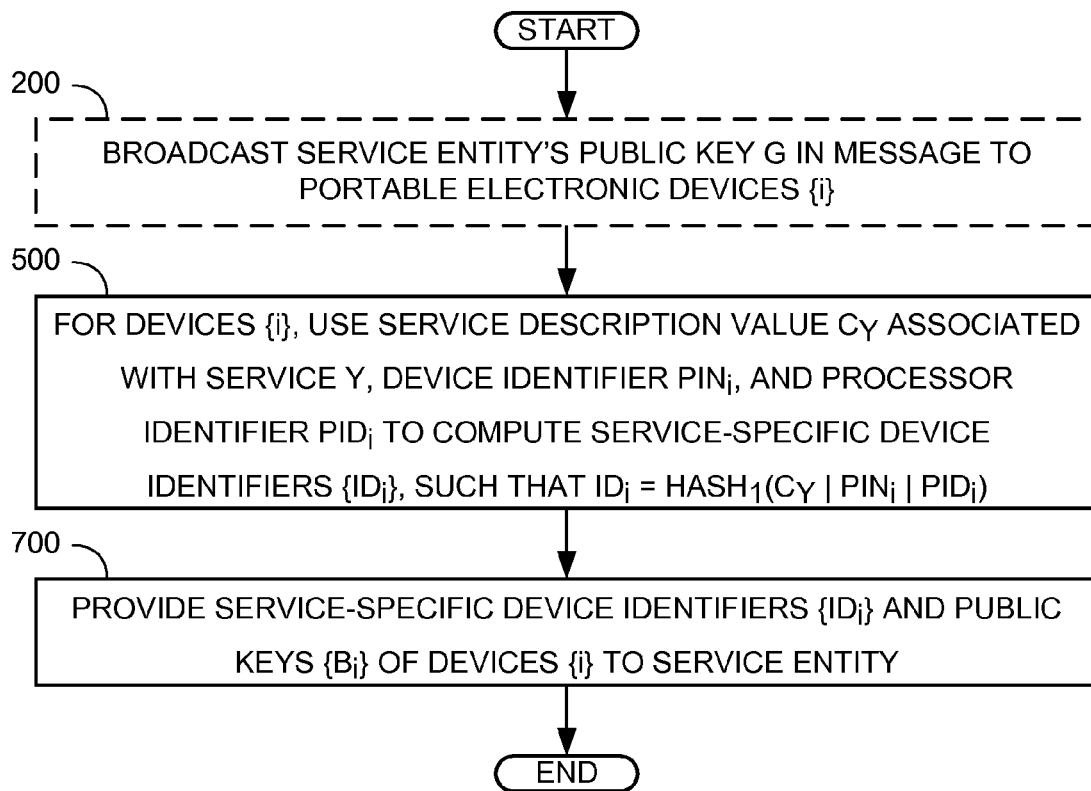 START
200
BROADCAST SERVICE ENTITY'S PUBLIC KEY G IN MESSAGE TO
PORTABLE ELECTRONIC DEVICES {i}
500
FOR DEVICES {i}, USE SERVICE DESCRIPTION VALUE CY ASSOCIATED
WITH SERVICE Y, DEVICE IDENTIFIER PINi, AND PROCESSOR
IDENTIFIER PIDi TO COMPUTE SERVICE-SPECIFIC DEVICE
IDENTIFIERS {IDi}, SUCH THAT IDi = HASH1(CY | PINi | PIDi)
700
PROVIDE SERVICE-SPECIFIC DEVICE IDENTIFIERS {IDi} AND PUBLIC
KEYS {Bi} OF DEVICES {i} TO SERVICE ENTITY
END